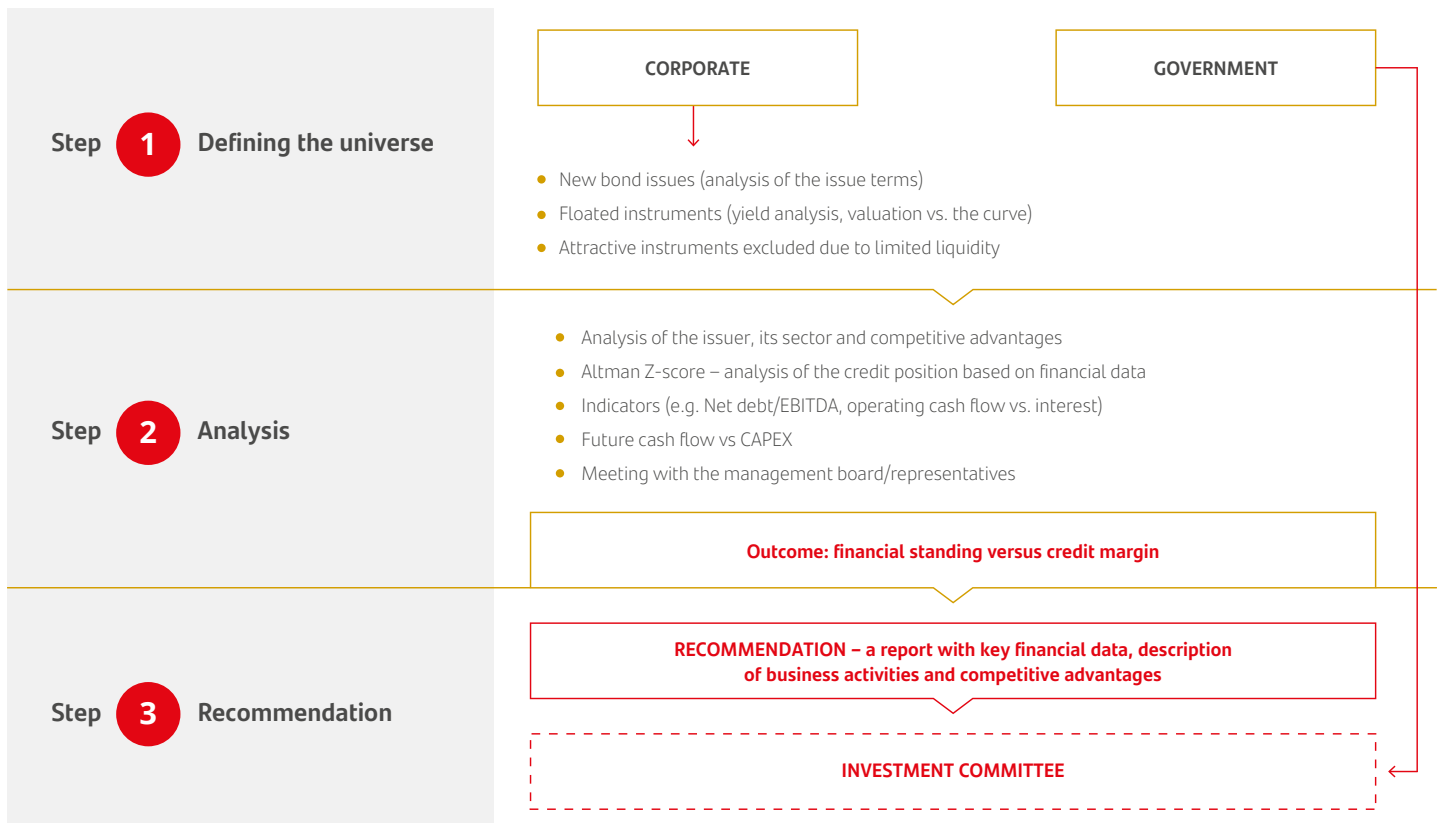 CORPORATE
GOVERNMENT
Step 1 Defining the universe
New bond issues (analysis of the issue terms)
Floated instruments (yield analysis, valuation vs. the curve)
Attractive instruments excluded due to limited liquidity
Analysis of the issuer, its sector and competitive advantages
Altman Z-score – analysis of the credit position based on financial data
Indicators (e.g. Net debt/EBITDA, operating cash flow vs. interest)
Step 2 Analysis
Future cash flow vs CAPEX
Meeting with the management board/representatives
Outcome: financial standing versus credit margin
RECOMMENDATION – a report with key financial data, description
of business activities and competitive advantages
Step 3 Recommendation
INVESTMENT COMMITTEE